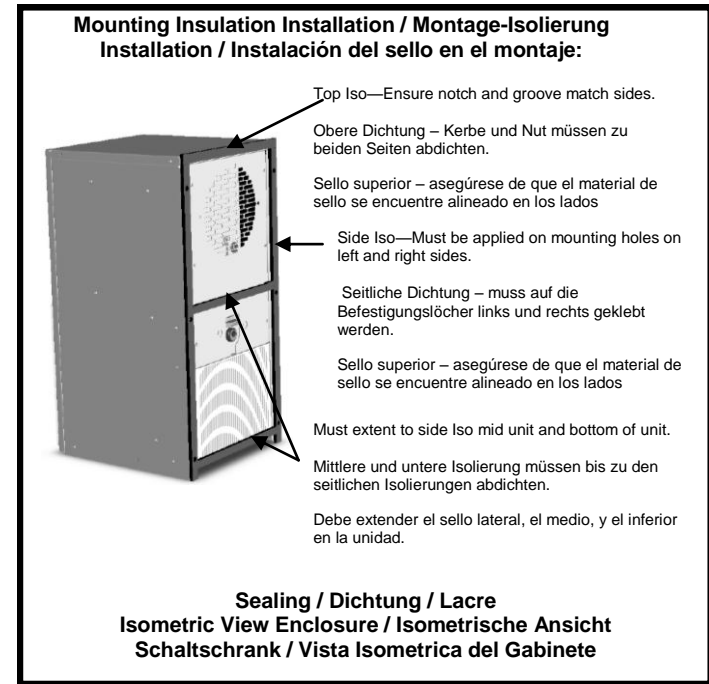 Mounting Insulation Installation / Montage-Isolierung
Installation / Instalación del sello en el montaje:
Top Iso—Ensure notch and groove match sides.
Obere Dichtung – Kerbe und Nut müssen zu
beiden Seiten abdichten.
Sello superior – asegúrese de que el material de
sello se encuentre alineado en los lados
Side Iso—Must be applied on mounting holes on
left and right sides.
Seitliche Dichtung – muss auf die
Befestigungslöcher links und rechts geklebt
werden.
Sello superior – asegúrese de que el material de
sello se encuentre alineado en los lados
Must extent to side Iso mid unit and bottom of unit.
Mittlere und untere Isolierung müssen bis zu den
seitlichen Isolierungen abdichten.
Debe extender el sello lateral, el medio, y el inferior
en la unidad.
Sealing / Dichtung / Lacre
Isometric View Enclosure / Isometrische Ansicht
Schaltschrank / Vista Isometrica del Gabinete